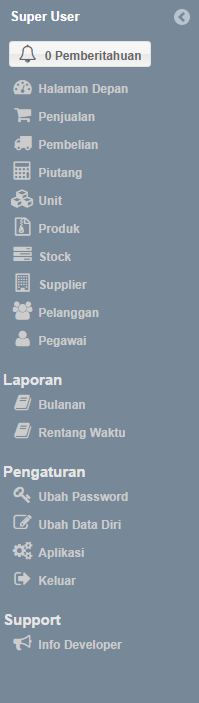 Super User
0 Pemberitahuan
Halaman Depan
Penjualan
Pembelian
Piutang
Unit
Produk
Stock
Supplier
Pelanggan
Pegawai
Laporan
Bulanan
Rentang Waktu
Pengaturan
Ubah Password
Ubah Data Diri
Aplikasi
Keluar
Support
Info Developer